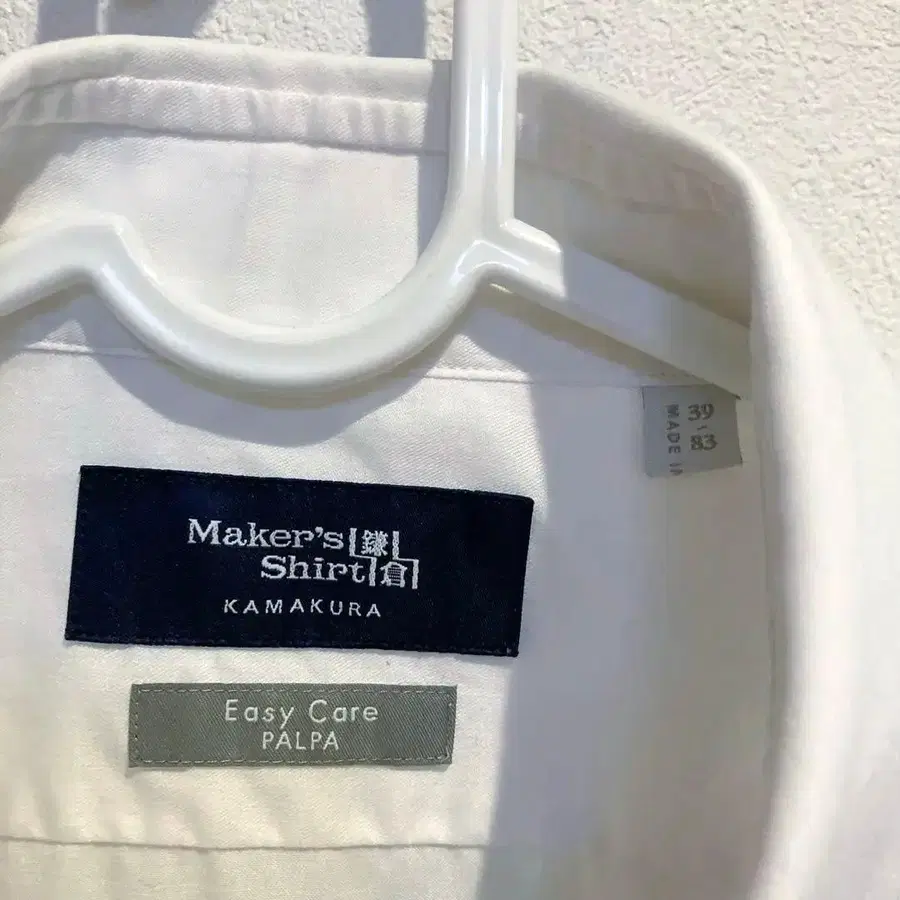 Maker's 鎌
Shirt 倉
KAMAKURA
Easy Care
PALPA
39
-
83
MADE IN